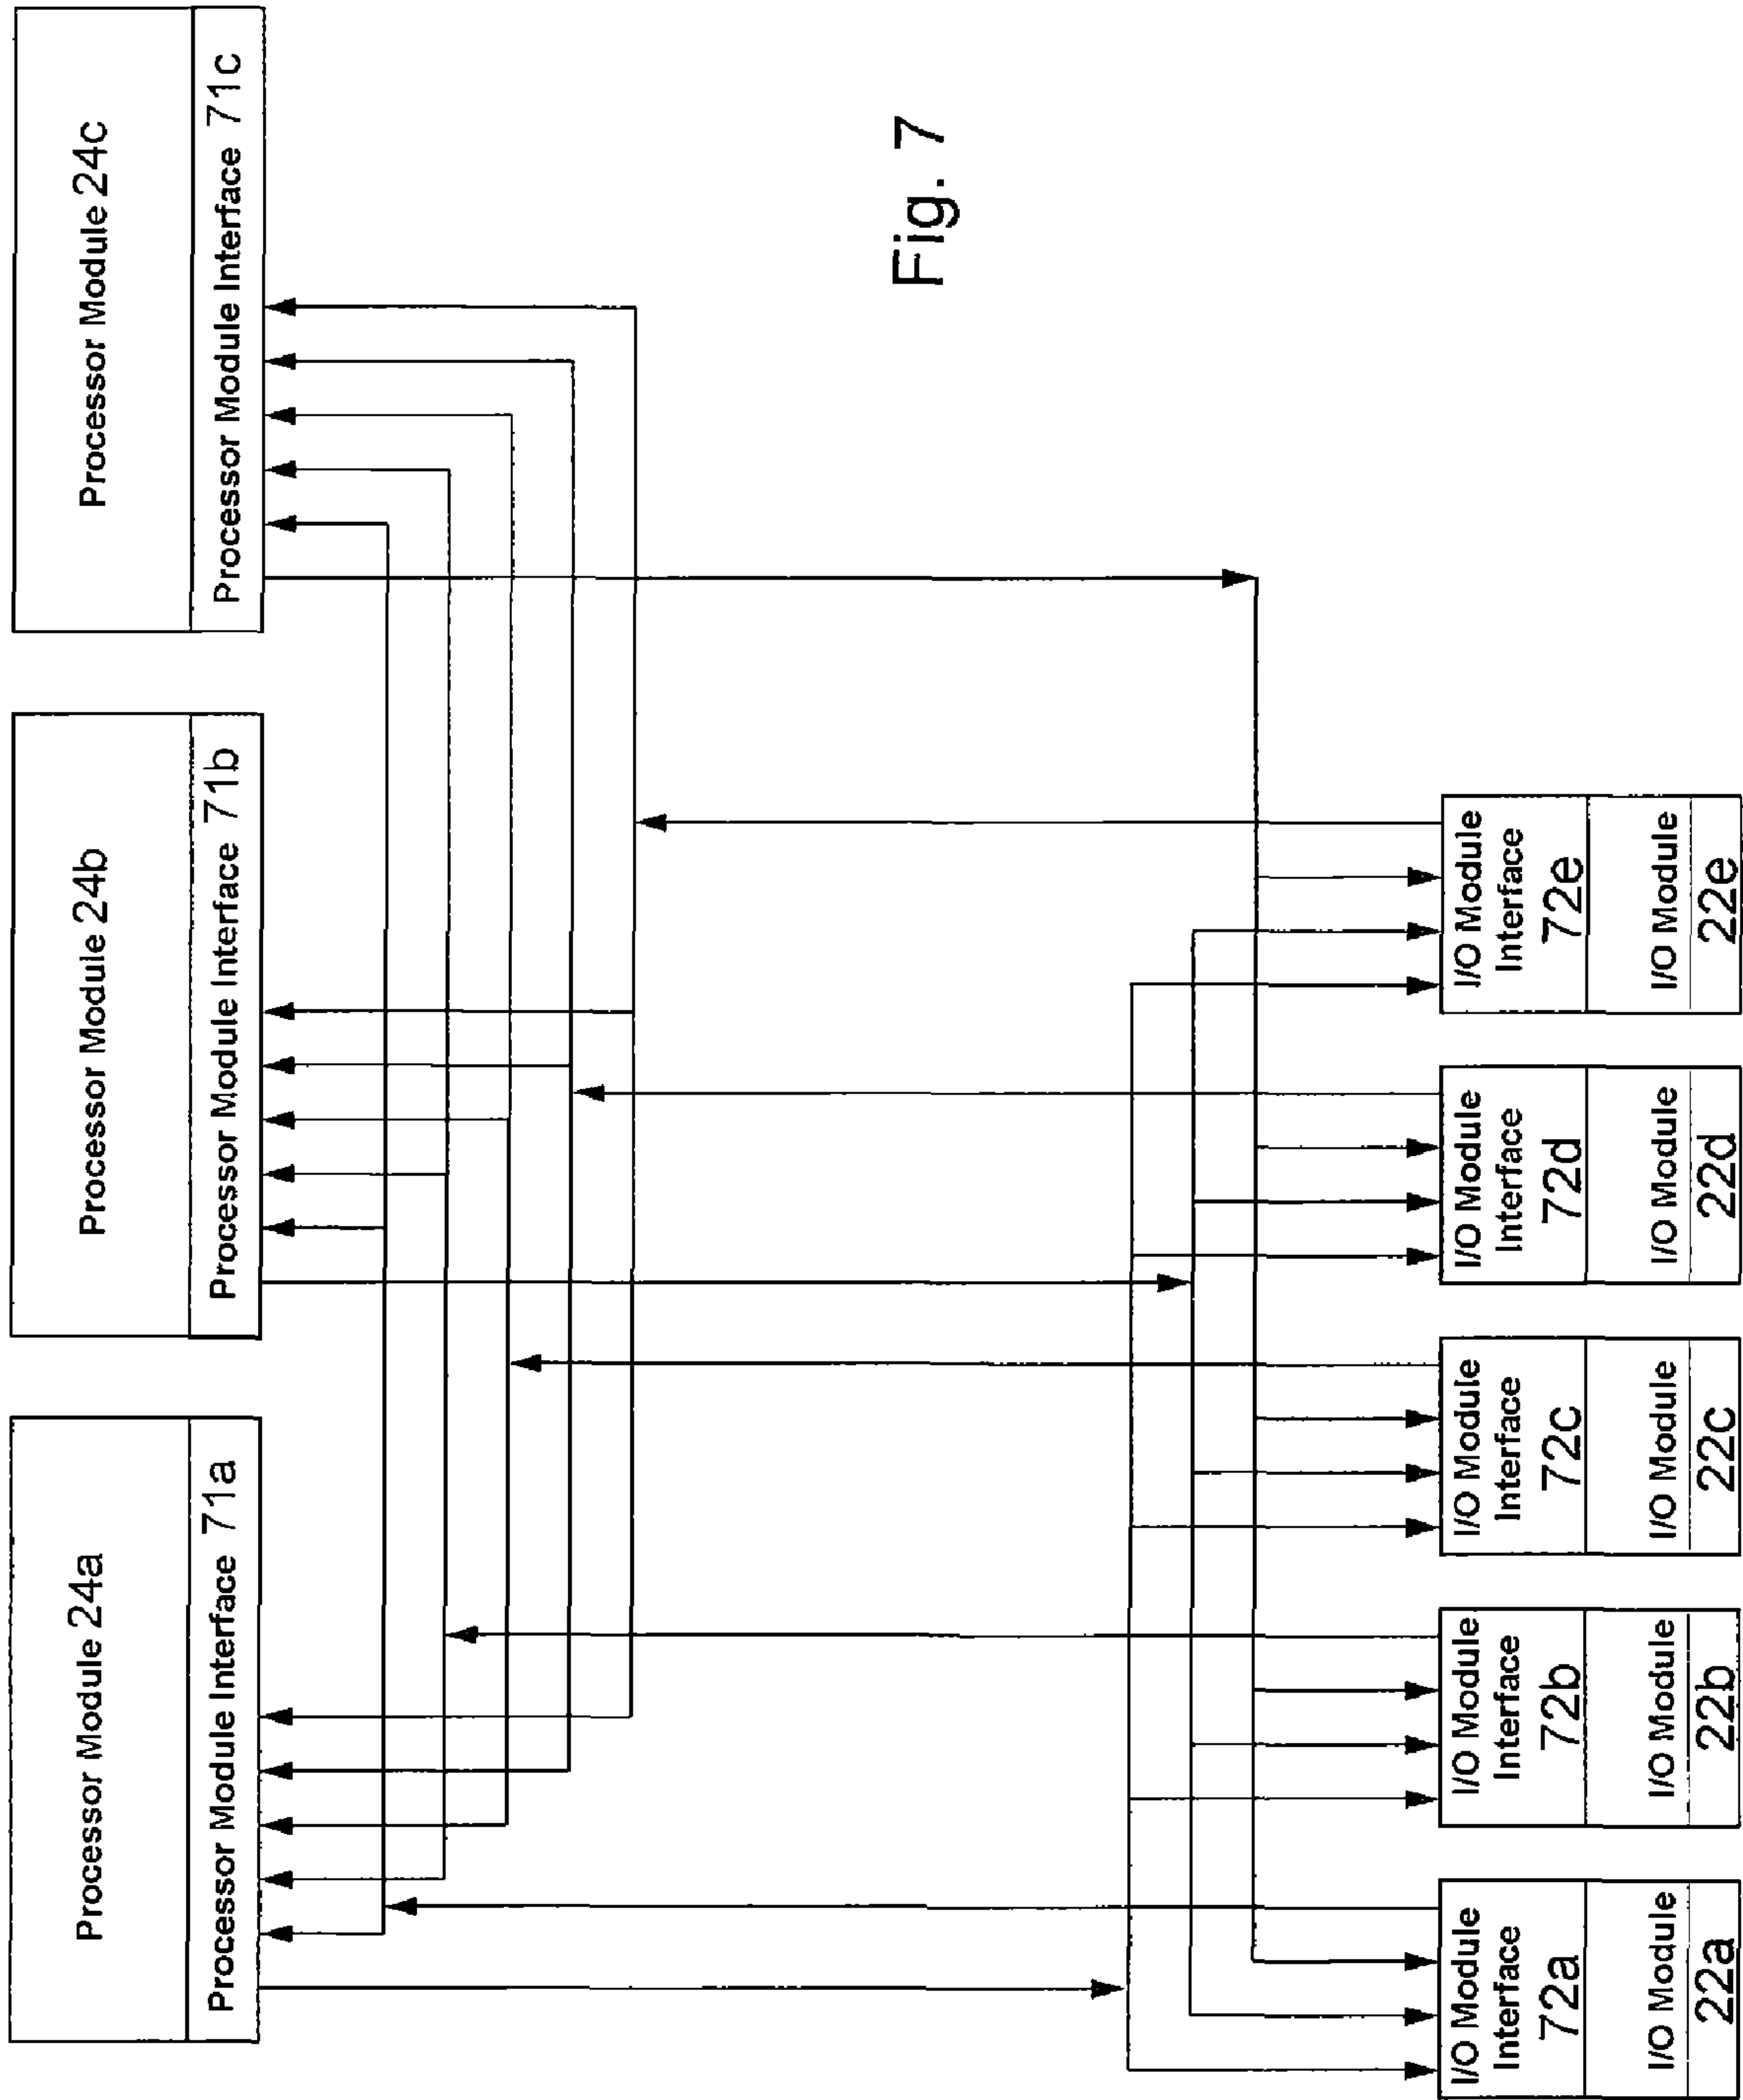 Processor Module 24a
Processor Module Interface 71a
Processor Module 24b
Processor Module Interface 71b
Processor Module 24c
Processor Module Interface 71c
Fig. 7
I/O Module
Interface
72a
I/O Module
22a
I/O Module
Interface
72b
I/O Module
22b
I/O Module
Interface
72c
I/O Module
22c
I/O Module
Interface
72d
I/O Module
22d
I/O Module
Interface
72e
I/O Module
22e